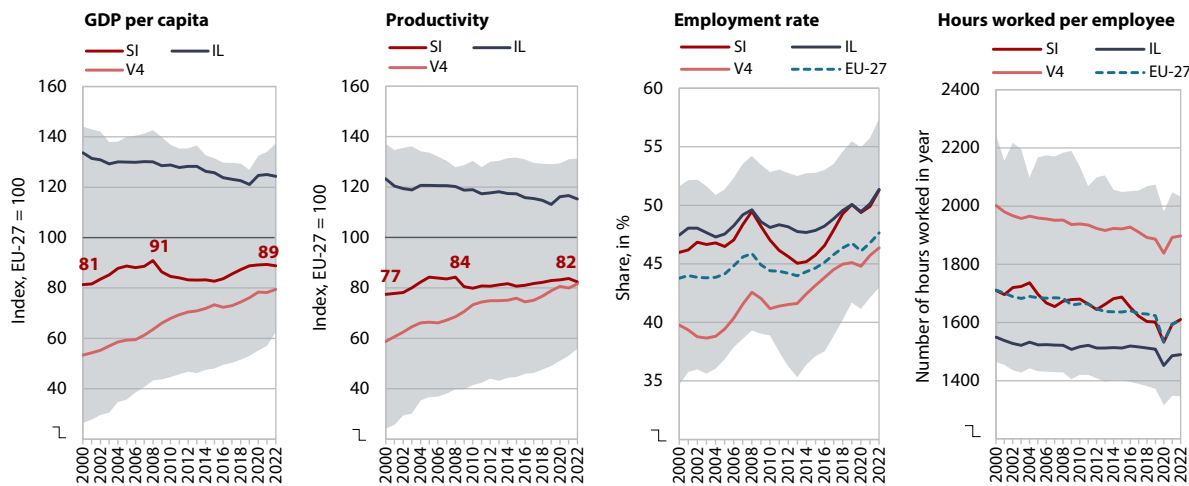 GDP per capita
SI IL
V4
Index, EU-27 = 100
160
140
120
100
80
60
40
81
91
89
2000 2002 2004 2006 2008 2010 2012 2014 2016 2018 2020 2022
Productivity
SI IL
V4
Index, EU-27 = 100
160
140
120
100
80
60
40
77
84
82
2000 2002 2004 2006 2008 2010 2012 2014 2016 2018 2020 2022
Employment rate
SI IL
V4 EU-27
Share, in %
60
55
50
45
40
35
2000 2002 2004 2006 2008 2010 2012 2014 2016 2018 2020 2022
Hours worked per employee
SI IL
V4 EU-27
Number of hours worked in year
2400
2200
2000
1800
1600
1400
2000 2002 2004 2006 2008 2010 2012 2014 2016 2018 2020 2022